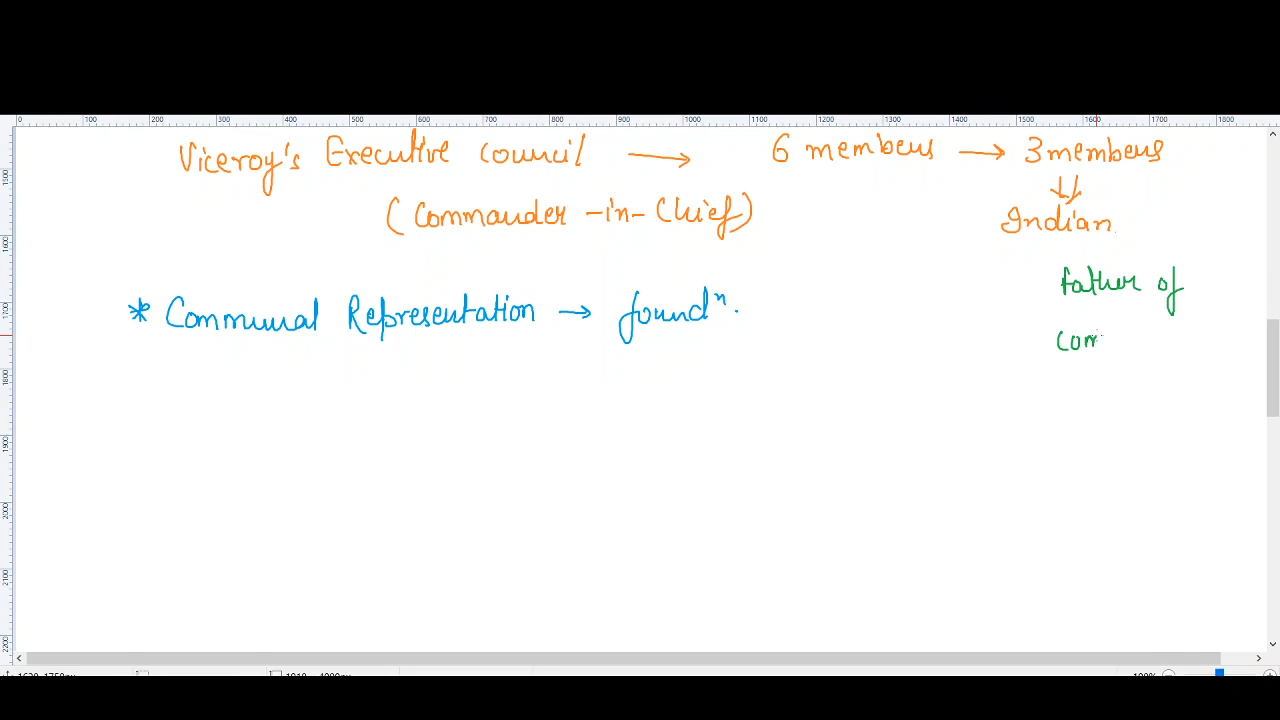 Viceroy's Executive Council → 6 members → 3 members
(Commander-in-Chief)
Indian
* Communal Representation → foundⁿ.
Father of
com